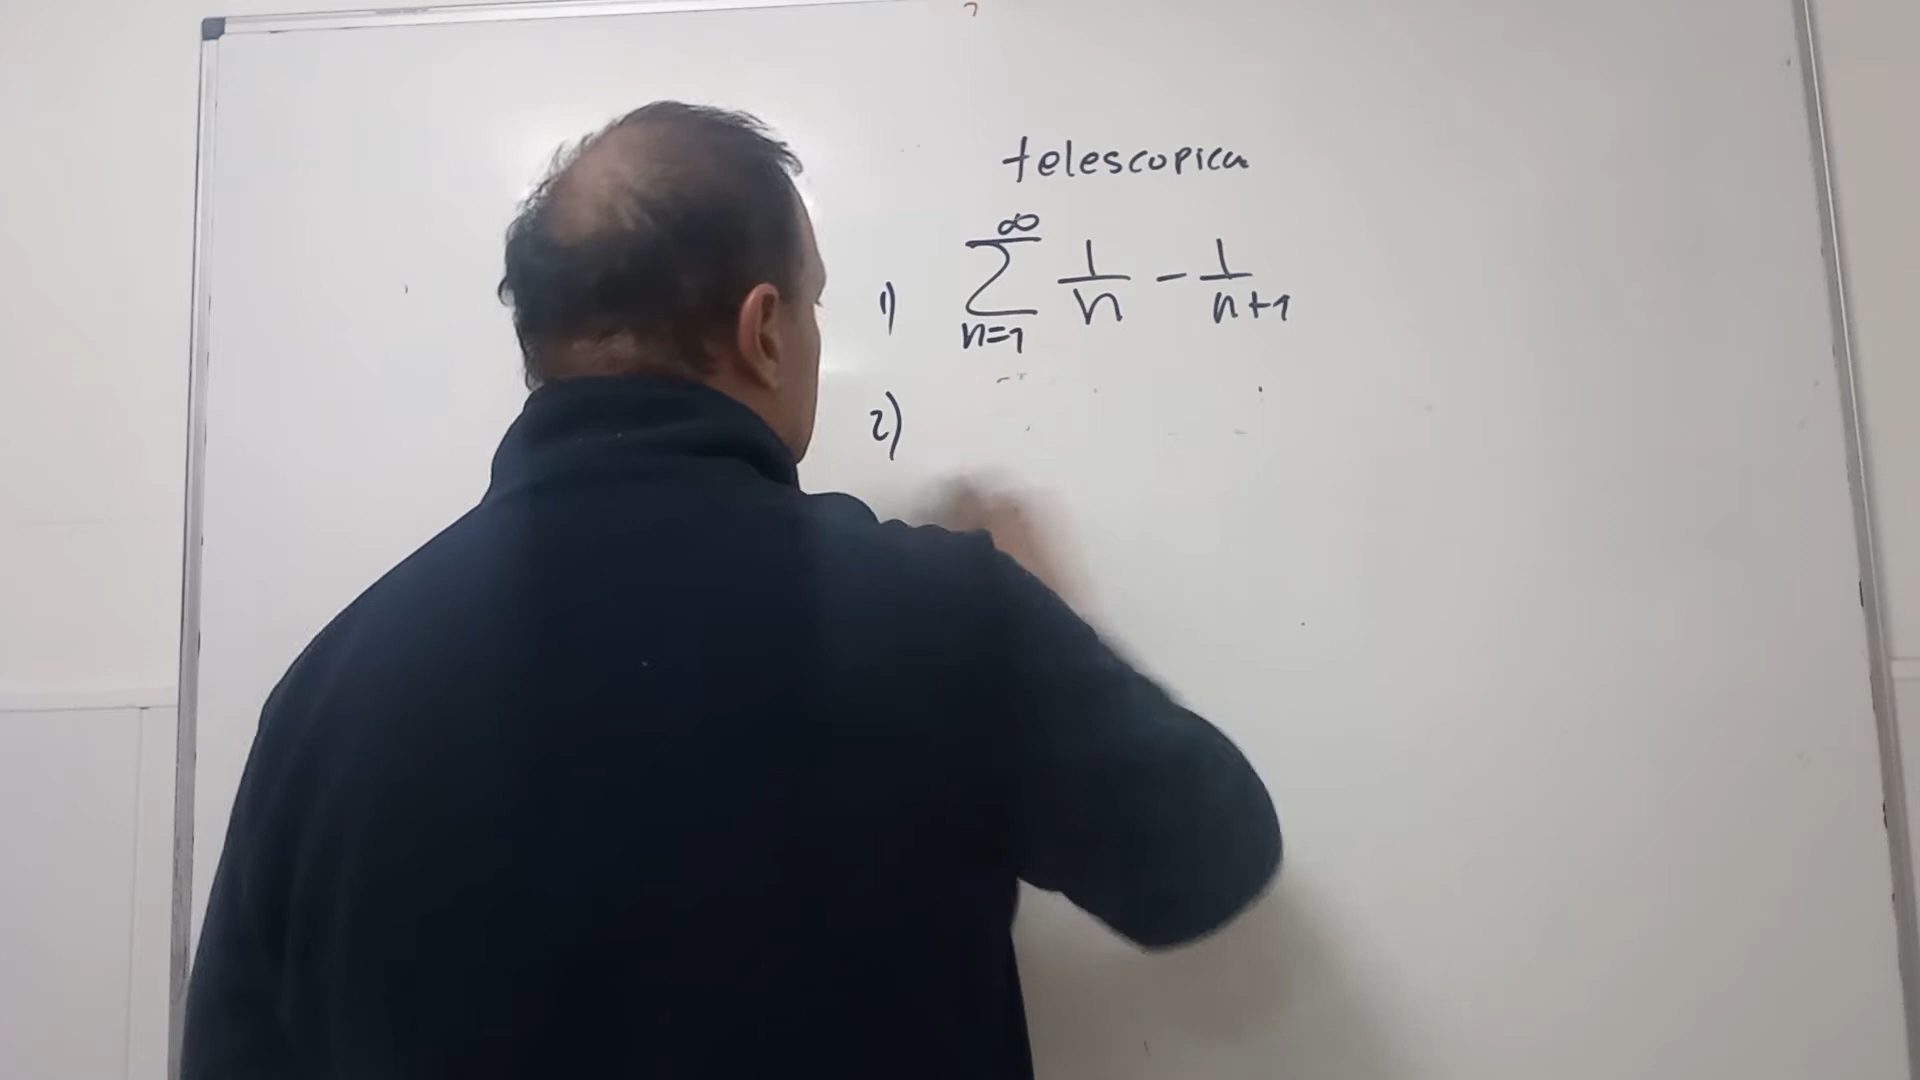 telescopica
1) ∞ ∑ n=1 1/n - 1/n+1
2)